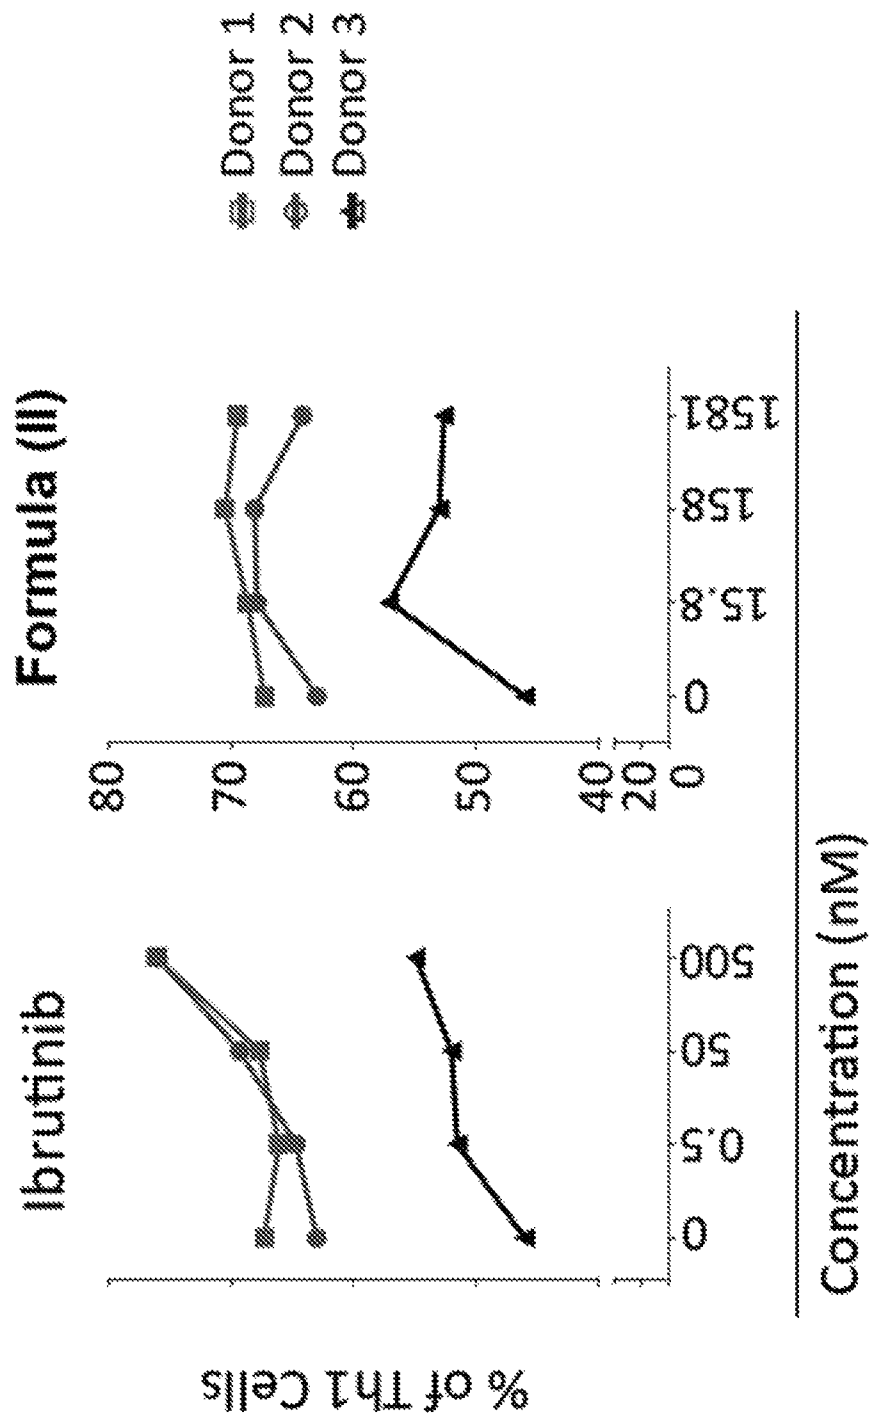 Ibrutinib
Formula (II)
% of Th1 Cells
80
70
60
50
40
20
0
0
0.5
50
500
0
15.8
158
1581
Concentration (nM)
Donor 1
Donor 2
Donor 3